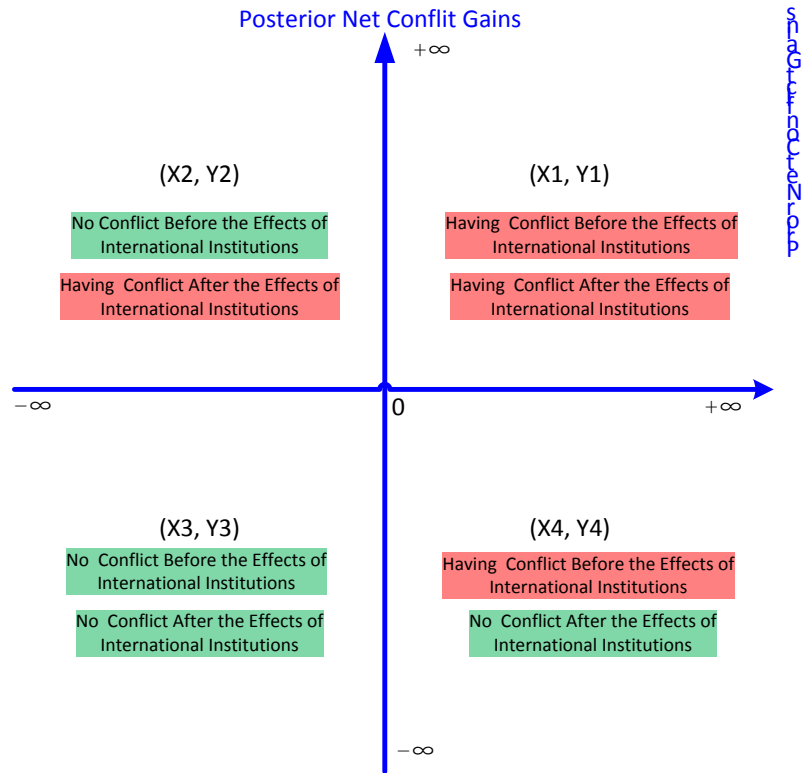 Posterior Net Conflit Gains
+∞
Prior Net Conflict Gains
(X2, Y2)
No Conflict Before the Effects of
International Institutions
Having Conflict After the Effects of
International Institutions
(X1, Y1)
Having Conflict Before the Effects of
International Institutions
Having Conflict After the Effects of
International Institutions
−∞
0
+∞
(X3, Y3)
No Conflict Before the Effects of
International Institutions
No Conflict After the Effects of
International Institutions
(X4, Y4)
Having Conflict Before the Effects of
International Institutions
No Conflict After the Effects of
International Institutions
−∞